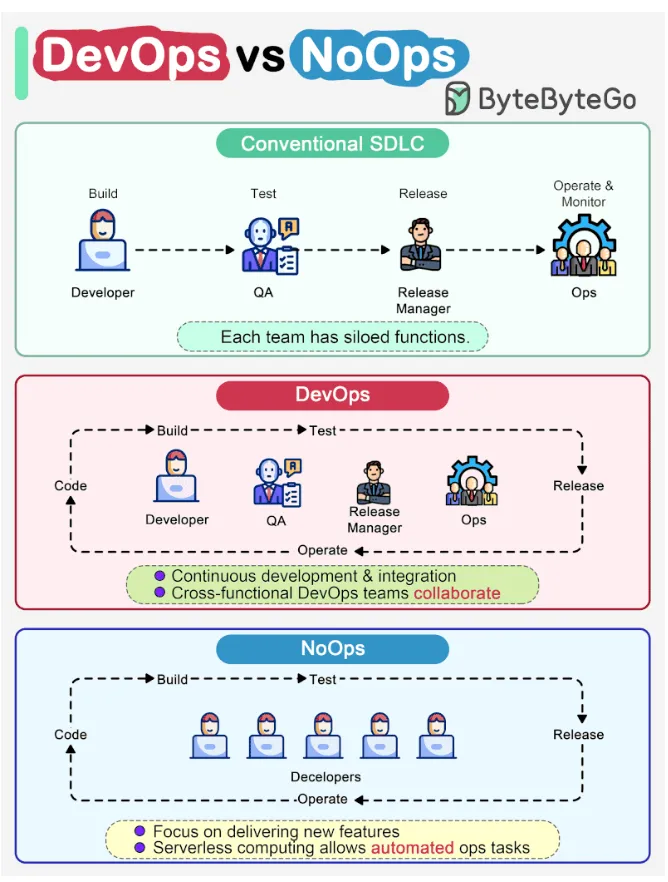 DevOps vs NoOps
ByteByteGo
Conventional SDLC
Build
Test
Release
Operate &
Monitor
A
Developer
QA
Release
Manager
Ops
Each team has siloed functions.
DevOps
Build
Test
Code
A
Release
Developer
QA
Release
Manager
Ops
Operate
Continuous development & integration
Cross-functional DevOps teams collaborate
NoOps
Build
Test
Code
Release
Decelopers
Operate
Focus on delivering new features
Serverless computing allows automated ops tasks